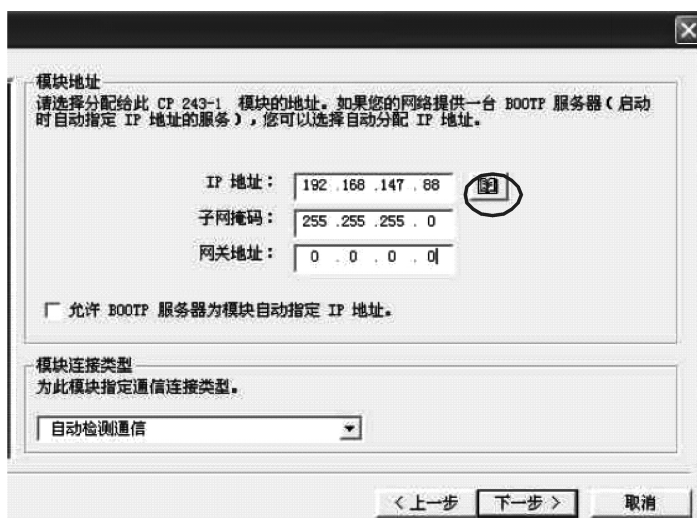 模块地址
请选择分配给此 CP 243-1 模块的地址。如果您的网络提供一台 BOOTP 服务器(启动
时自动指定 IP 地址的服务),您可以选择自动分配 IP 地址。
IP 地址： 192 .168 .147 . 88
子网掩码： 255 .255 .255 . 0
网关地址： 0 . 0 . 0 . 0
允许 BOOTP 服务器为模块自动指定 IP 地址。
模块连接类型
为此模块指定通信连接类型。
自动检测通信
<上一步 下一步> 取消